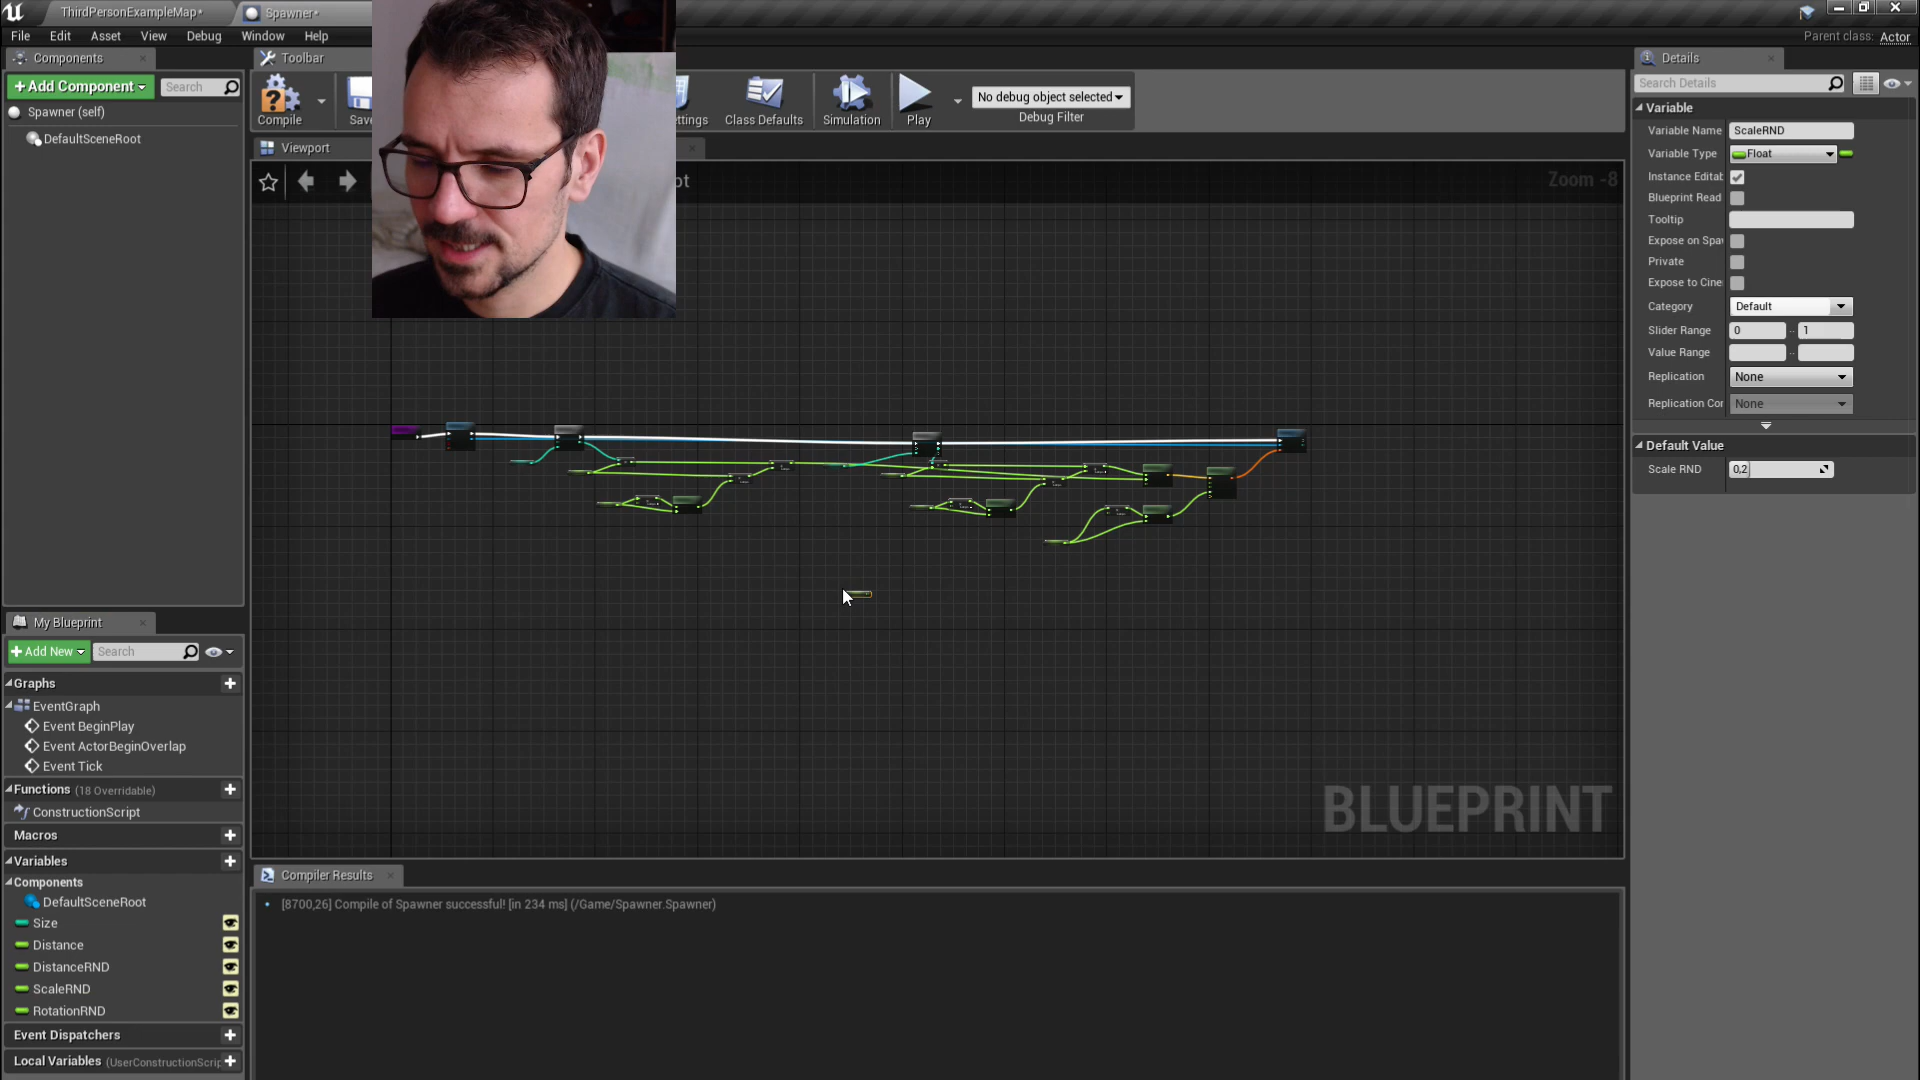 ThirdPersonExampleMap*
Spawner*
File Edit Asset View Debug Window Help
Parent class: Actor
Components
Toolbar
Details
Add Component
Search
Search Details
Spawner (self)
DefaultSceneRoot
Compile
Class Defaults
Simulation
Play
No debug object selected
Debug Filter
Viewport
Zoom -8
Variable
Variable Name ScaleRND
Variable Type Float
Instance Editab
Blueprint Read
Tooltip
Expose on Spaw
Private
Expose to Cine
Category Default
Slider Range 0 .. 1
Value Range ..
Replication None
Replication Cor None
Default Value
Scale RND 0,2
My Blueprint
Add New
Search
Graphs
EventGraph
Event BeginPlay
Event ActorBeginOverlap
Event Tick
Functions (18 Overridable)
ConstructionScript
Macros
Variables
Components
DefaultSceneRoot
Size
Distance
DistanceRND
ScaleRND
RotationRND
Event Dispatchers
Local Variables (UserConstructionScrip
BLUEPRINT
Compiler Results
[8700,26] Compile of Spawner successful! [in 234 ms] (/Game/Spawner.Spawner)